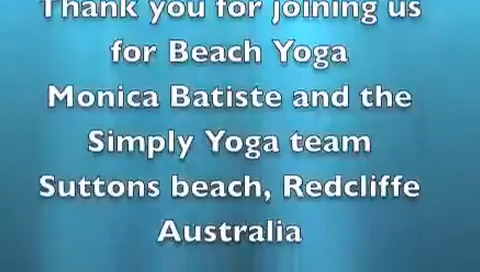 Thank you for joining us
for Beach Yoga
Monica Batiste and the
Simply Yoga team
Suttons beach, Redcliffe
Australia